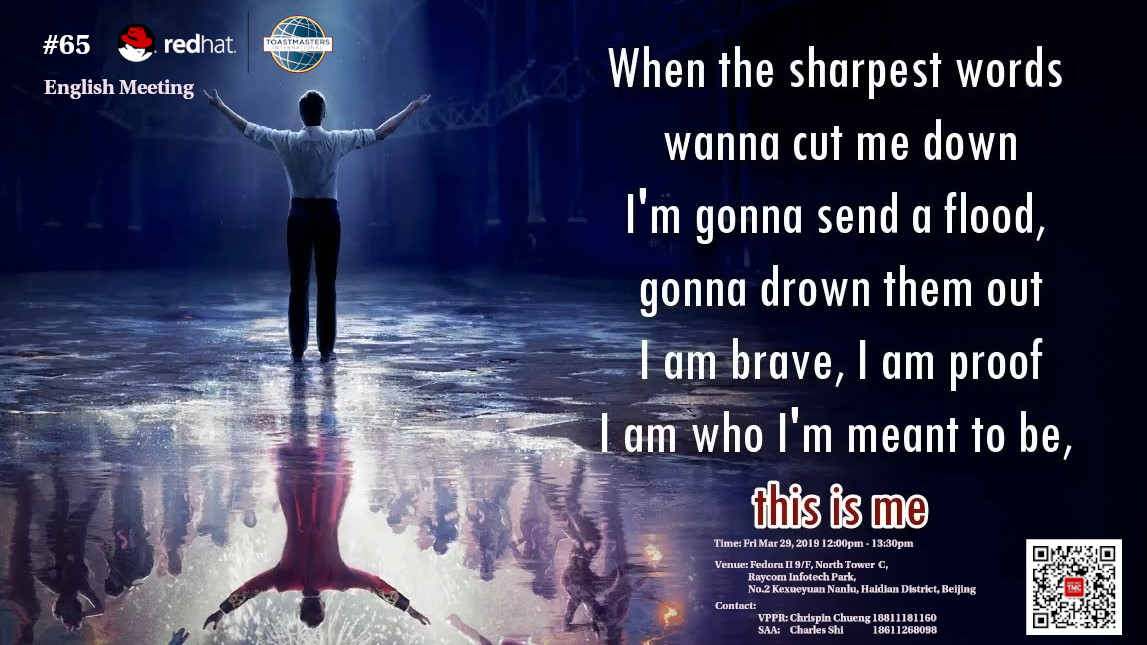 #65
redhat.
TOASTMASTERS
INTERNATIONAL
English Meeting
When the sharpest words
wanna cut me down
I'm gonna send a flood,
gonna drown them out
I am brave, I am proof
I am who I'm meant to be,
this is me
Time: Fri Mar 29, 2019 12:00pm - 13:30pm
Venue: Fedora II 9/F, North Tower C,
Raycom Infotech Park,
No.2 Kexueyuan Nanlu, Haidian District, Beijing
Contact:
VPPR: Chrispin Chueng 18811181160
SAA: Charles Shi 18611268098
TMC